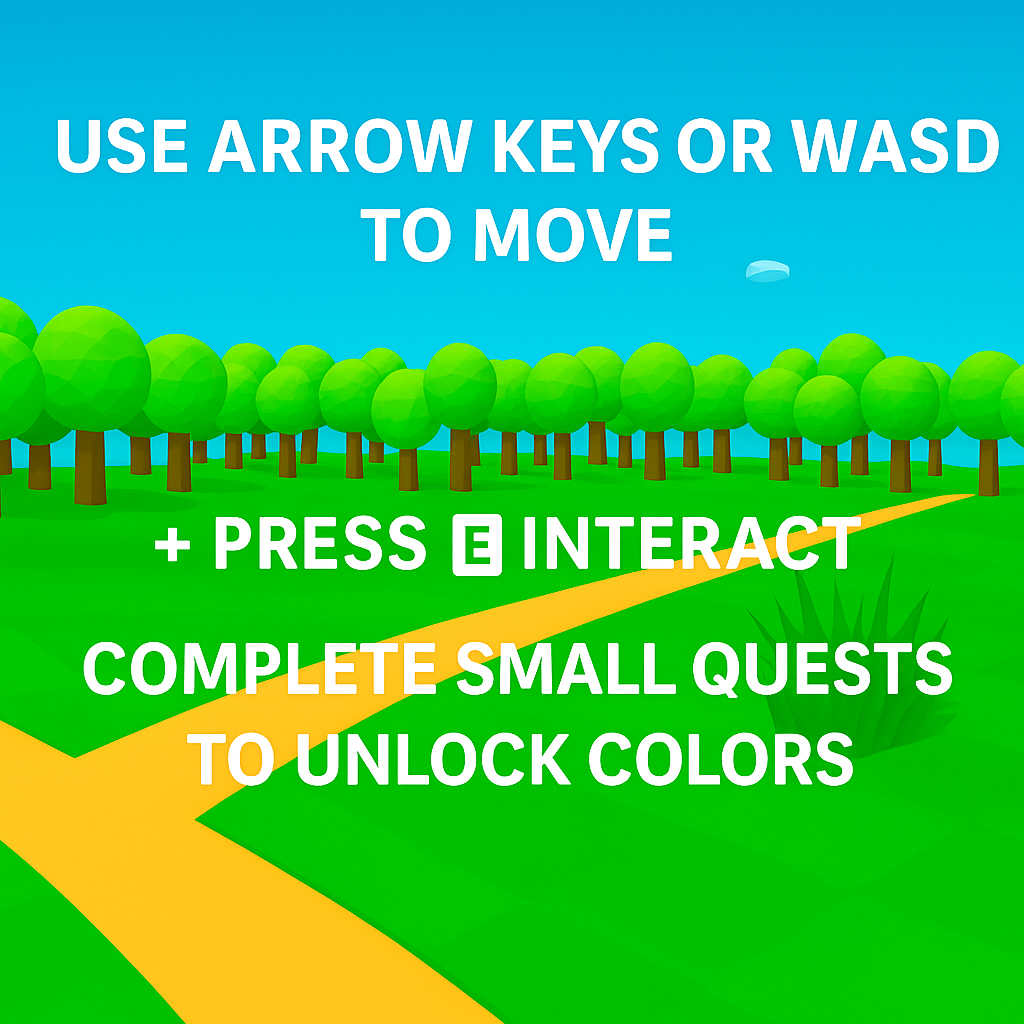 USE ARROW KEYS OR WASD
TO MOVE
+ PRESS E INTERACT
COMPLETE SMALL QUESTS
TO UNLOCK COLORS